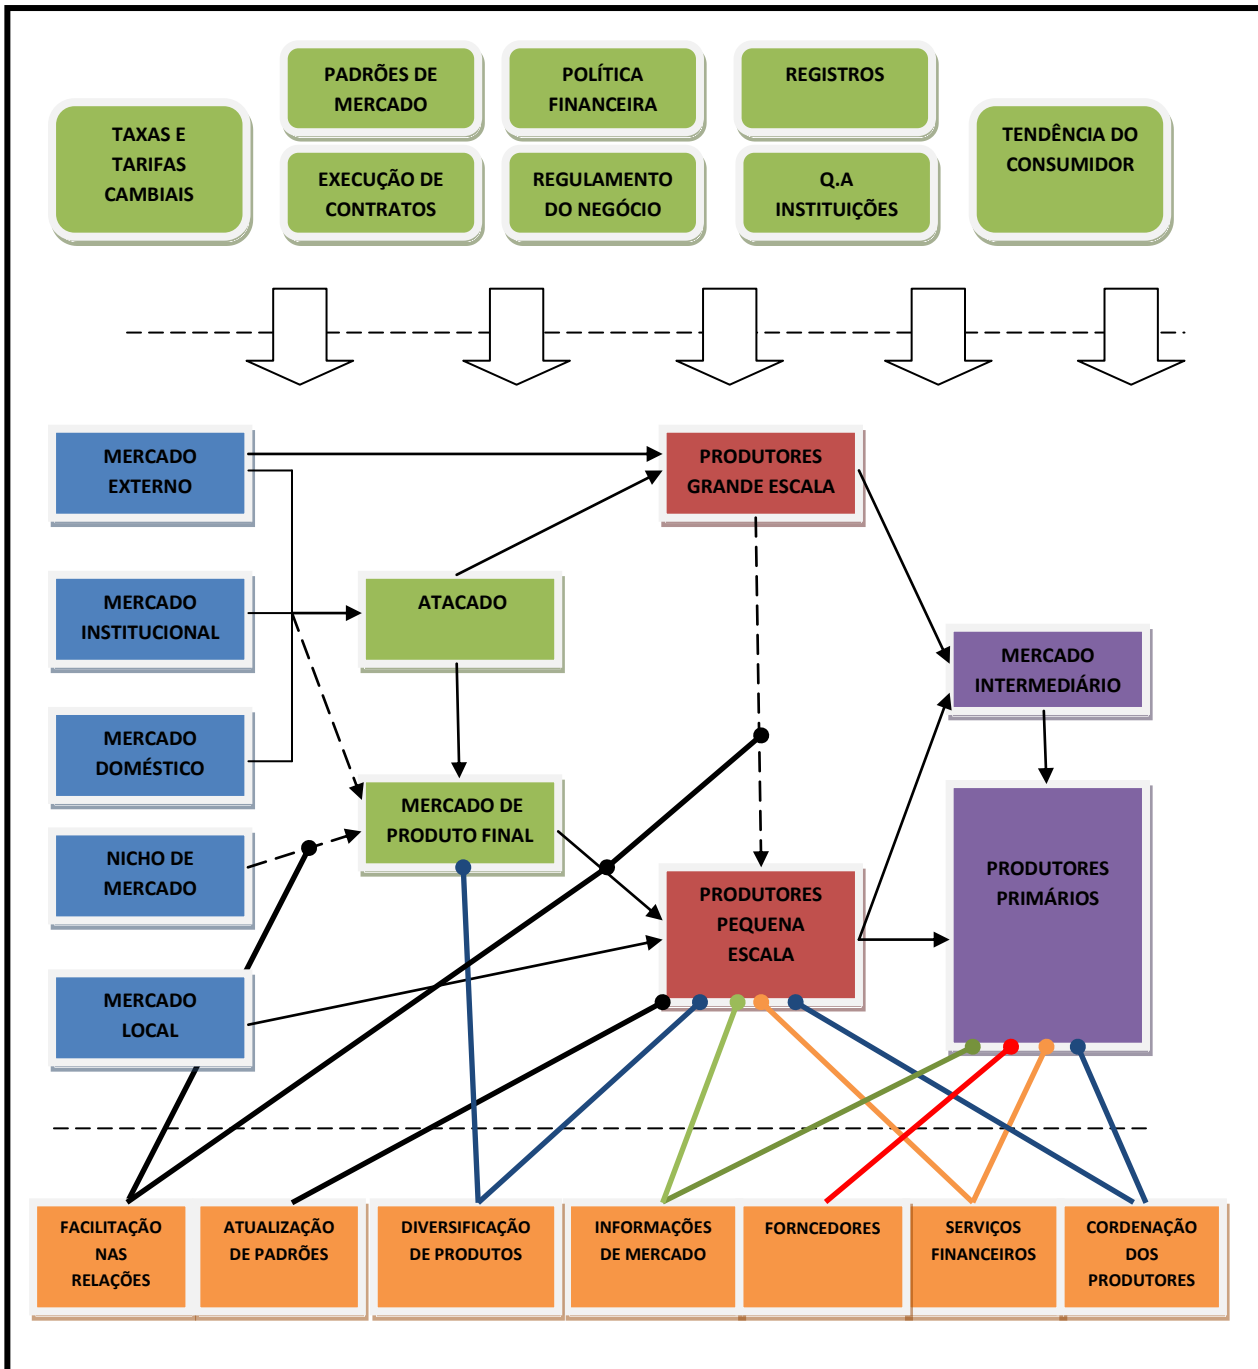 PADRÕES DE
MERCADO
POLÍTICA
FINANCEIRA
REGISTROS
TAXAS E
TARIFAS
CAMBIAIS
TENDÊNCIA DO
CONSUMIDOR
EXECUÇÃO DE
CONTRATOS
REGULAMENTO
DO NEGÓCIO
Q.A
INSTITUIÇÕES
MERCADO
EXTERNO
PRODUTORES
GRANDE ESCALA
MERCADO
INSTITUCIONAL
ATACADO
MERCADO
INTERMEDIÁRIO
MERCADO
DOMÉSTICO
MERCADO DE
PRODUTO FINAL
NICHO DE
MERCADO
PRODUTORES
PEQUENA
ESCALA
PRODUTORES
PRIMÁRIOS
MERCADO
LOCAL
FACILITAÇÃO
NAS
RELAÇÕES
ATUALIZAÇÃO
DE PADRÕES
DIVERSIFICAÇÃO
DE PRODUTOS
INFORMAÇÕES
DE MERCADO
FORNCEDORES
SERVIÇOS
FINANCEIROS
CORDENAÇÃO
DOS
PRODUTORES